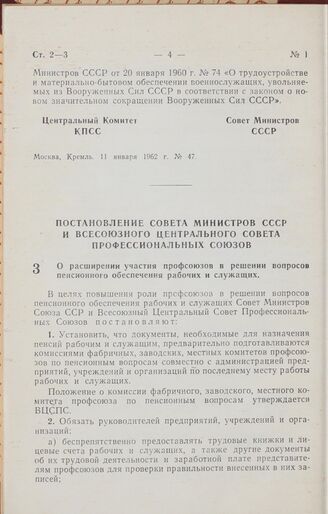 Ст. 2—3 — 4 — № 1
Министров СССР от 20 января 1960 г. № 74 «О трудоустройстве
и материально-бытовом обеспечении военнослужащих, увольняе-
мых из Вооруженных Сил СССР в соответствии с законом о но-
вом значительном сокращении Вооруженных Сил СССР».
Центральный Комитет Совет Министров
КПСС СССР
Москва, Кремль. 11 января 1962 г. № 47.
ПОСТАНОВЛЕНИЕ СОВЕТА МИНИСТРОВ СССР
И ВСЕСОЮЗНОГО ЦЕНТРАЛЬНОГО СОВЕТА
ПРОФЕССИОНАЛЬНЫХ СОЮЗОВ
3 О расширении участия профсоюзов в решении вопросов
пенсионного обеспечения рабочих и служащих.
В целях повышения роли профсоюзов в решении вопросов
пенсионного обеспечения рабочих и служащих Совет Министров
Союза ССР и Всесоюзный Центральный Совет Профессиональ-
ных Союзов постановляют:
1. Установить, что документы, необходимые для назначения
пенсий рабочим и служащим, предварительно подготавливаются
комиссиями фабричных, заводских, местных комитетов профсою-
зов по пенсионным вопросам совместно с администрацией пред-
приятий, учреждений и организаций по последнему месту работы
рабочих и служащих.
Положение о комиссии фабричного, заводского, местного ко-
митета профсоюза по пенсионным вопросам утверждается
ВЦСПС.
2. Обязать руководителей предприятий, учреждений и орга-
низаций:
а) беспрепятственно предоставлять трудовые книжки и ли-
цевые счета рабочих и служащих, а также другие документы
об их трудовой деятельности и заработной плате представите-
лям профсоюзов для проверки правильности внесенных в них за-
писей;